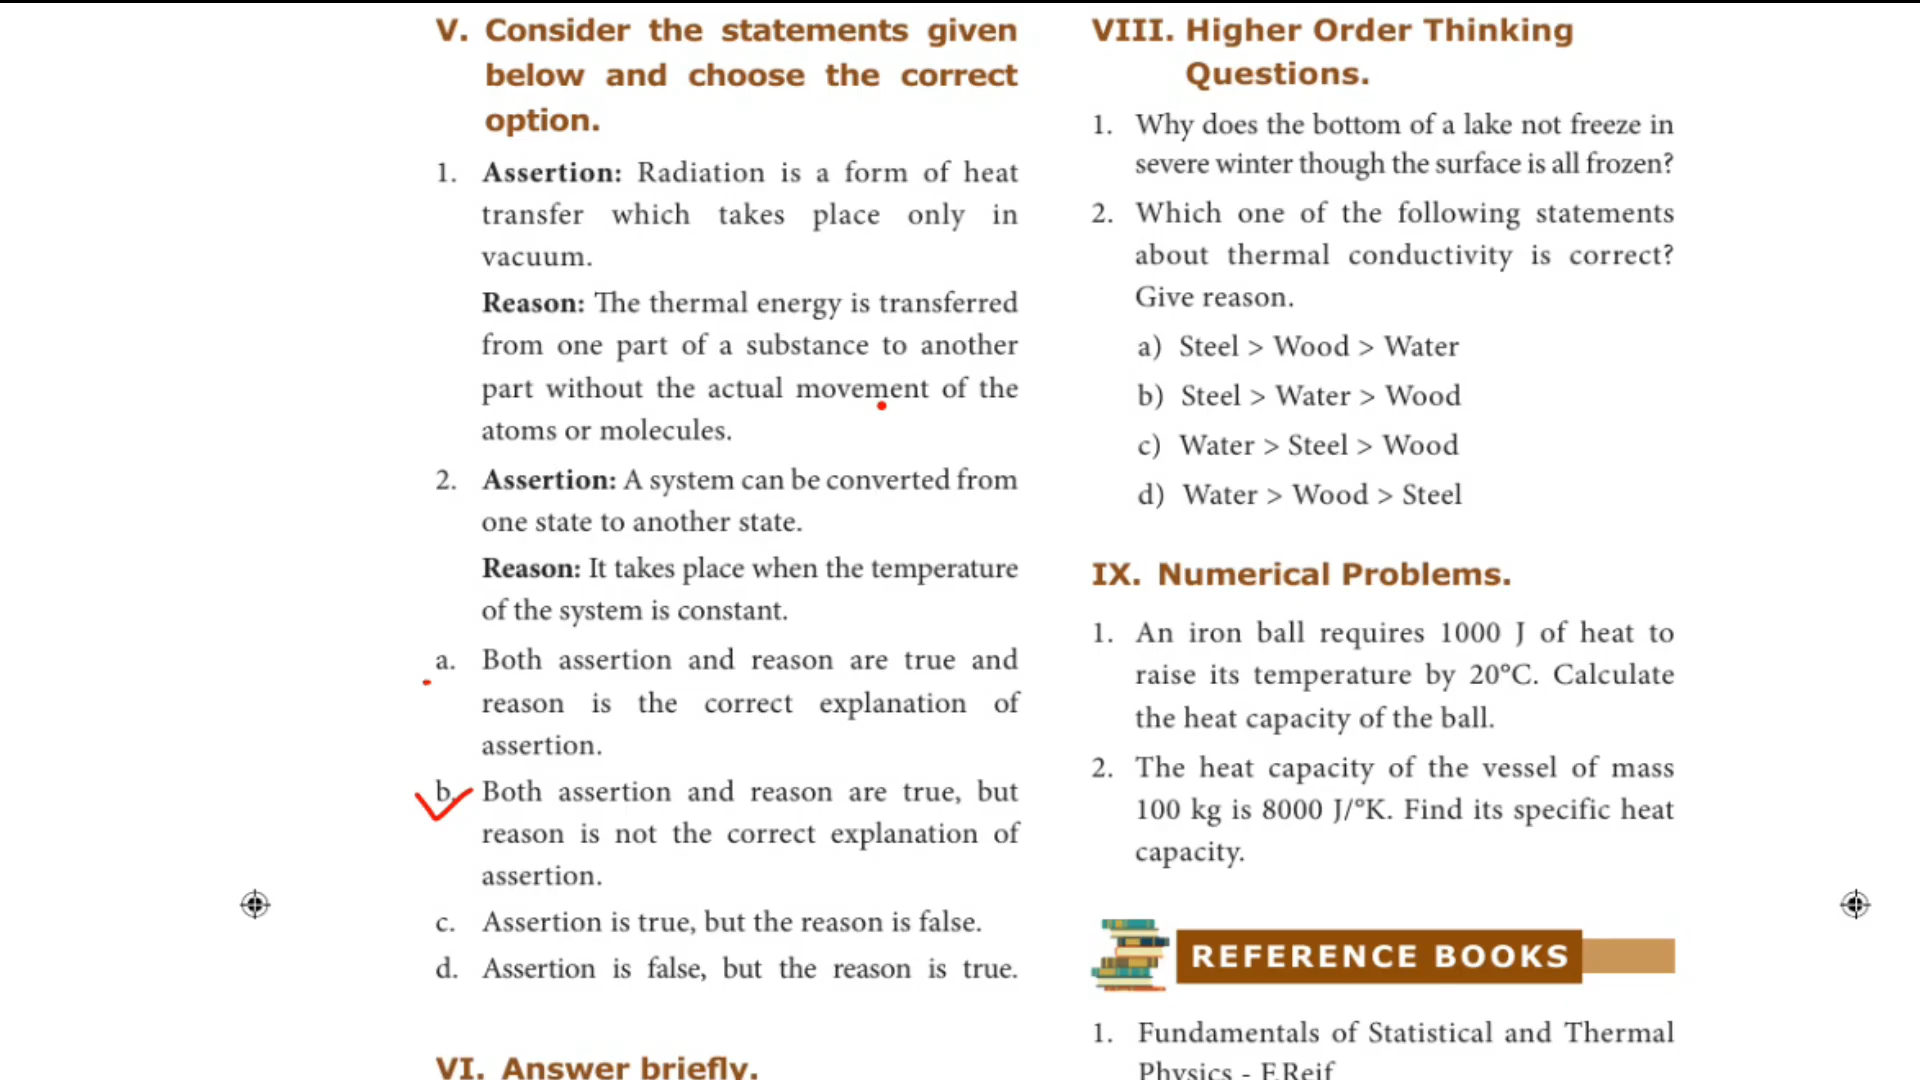 V. Consider the statements given
below and choose the correct
option.
1. Assertion: Radiation is a form of heat
transfer which takes place only in
vacuum.
Reason: The thermal energy is transferred
from one part of a substance to another
part without the actual movement of the
atoms or molecules.
2. Assertion: A system can be converted from
one state to another state.
Reason: It takes place when the temperature
of the system is constant.
a. Both assertion and reason are true and
reason is the correct explanation of
assertion.
b. Both assertion and reason are true, but
reason is not the correct explanation of
assertion.
c. Assertion is true, but the reason is false.
d. Assertion is false, but the reason is true.
VI. Answer briefly.
VIII. Higher Order Thinking
Questions.
1. Why does the bottom of a lake not freeze in
severe winter though the surface is all frozen?
2. Which one of the following statements
about thermal conductivity is correct?
Give reason.
a) Steel > Wood > Water
b) Steel > Water > Wood
c) Water > Steel > Wood
d) Water > Wood > Steel
IX. Numerical Problems.
1. An iron ball requires 1000 J of heat to
raise its temperature by 20°C. Calculate
the heat capacity of the ball.
2. The heat capacity of the vessel of mass
100 kg is 8000 J/°K. Find its specific heat
capacity.
REFERENCE BOOKS
1. Fundamentals of Statistical and Thermal
Physics - F.Reif